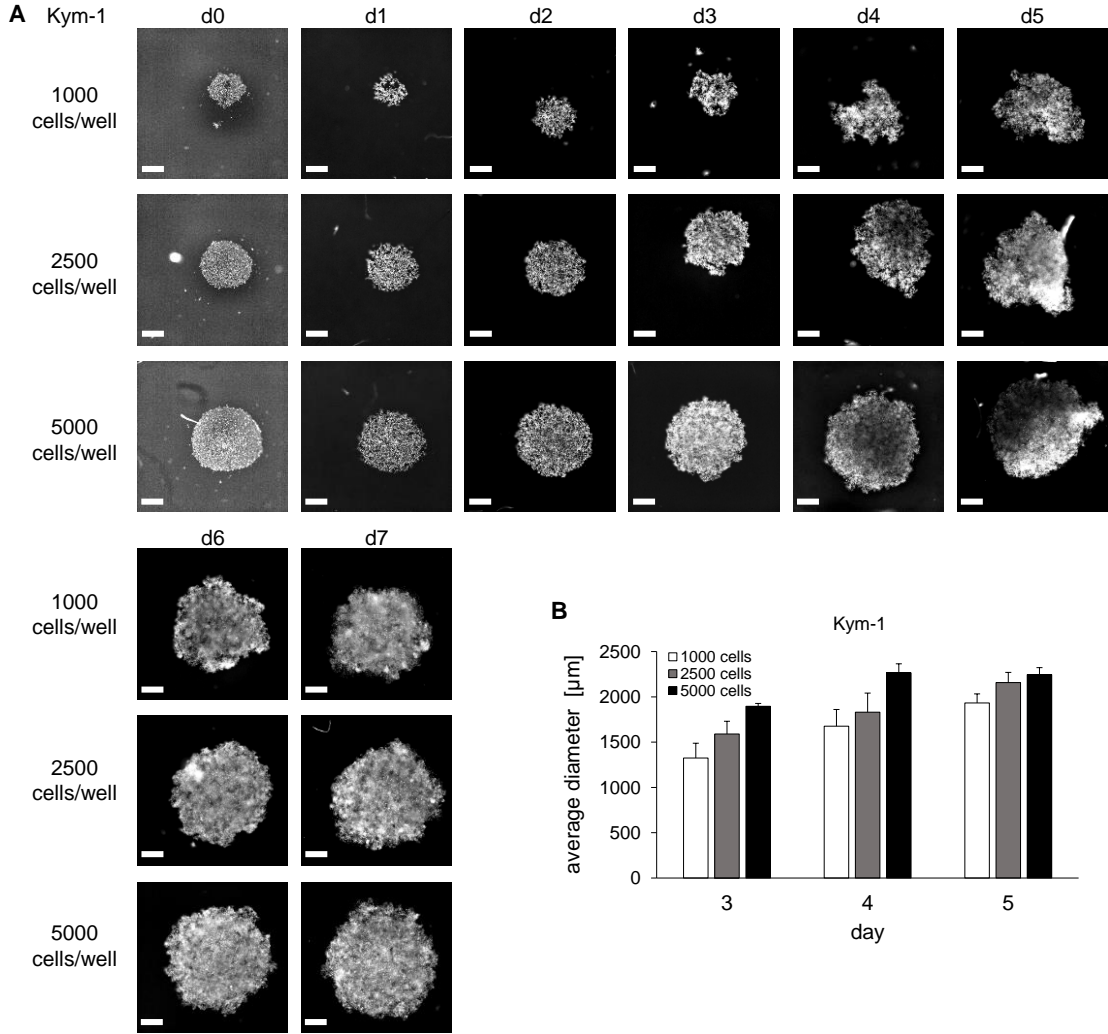 A Kym-1 d0 d1 d2 d3 d4 d5
1000
cells/well
2500
cells/well
5000
cells/well
d6 d7
1000
cells/well
2500
cells/well
5000
cells/well
B
Kym-1
2500
2000
1500
1000
500
0
average diameter [µm]
1000 cells
2500 cells
5000 cells
3 4 5
day